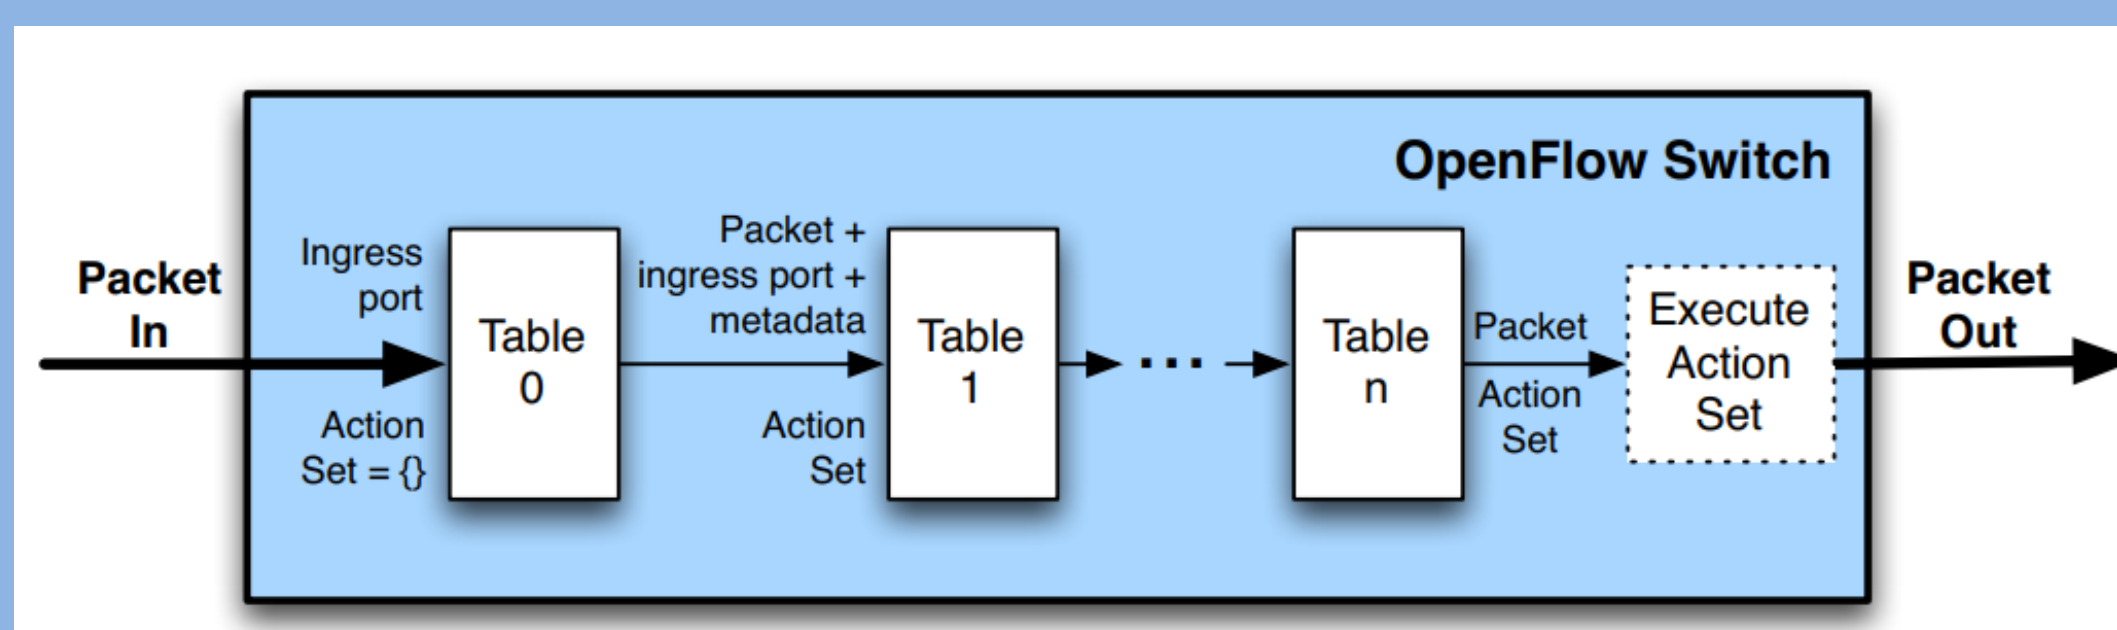 OpenFlow Switch
Packet
In
Ingress
port
Action
Set = {}
Table
0
Packet +
ingress port +
metadata
Action
Set
Table
1
...
Table
n
Packet
Action
Set
Execute
Action
Set
Packet
Out